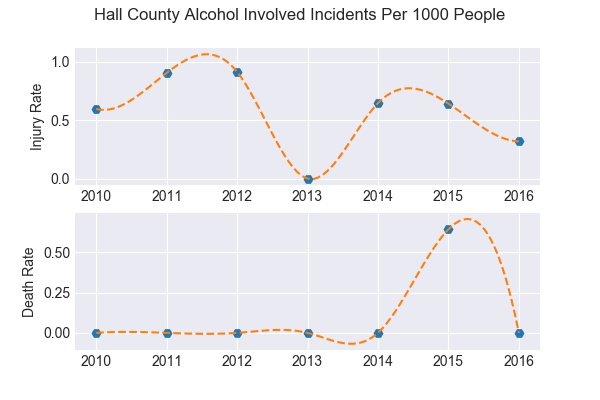 Hall County Alcohol Involved Incidents Per 1000 People
Injury Rate
1.0
0.5
0.0
2010 2011 2012 2013 2014 2015 2016
Death Rate
0.50
0.25
0.00
2010 2011 2012 2013 2014 2015 2016